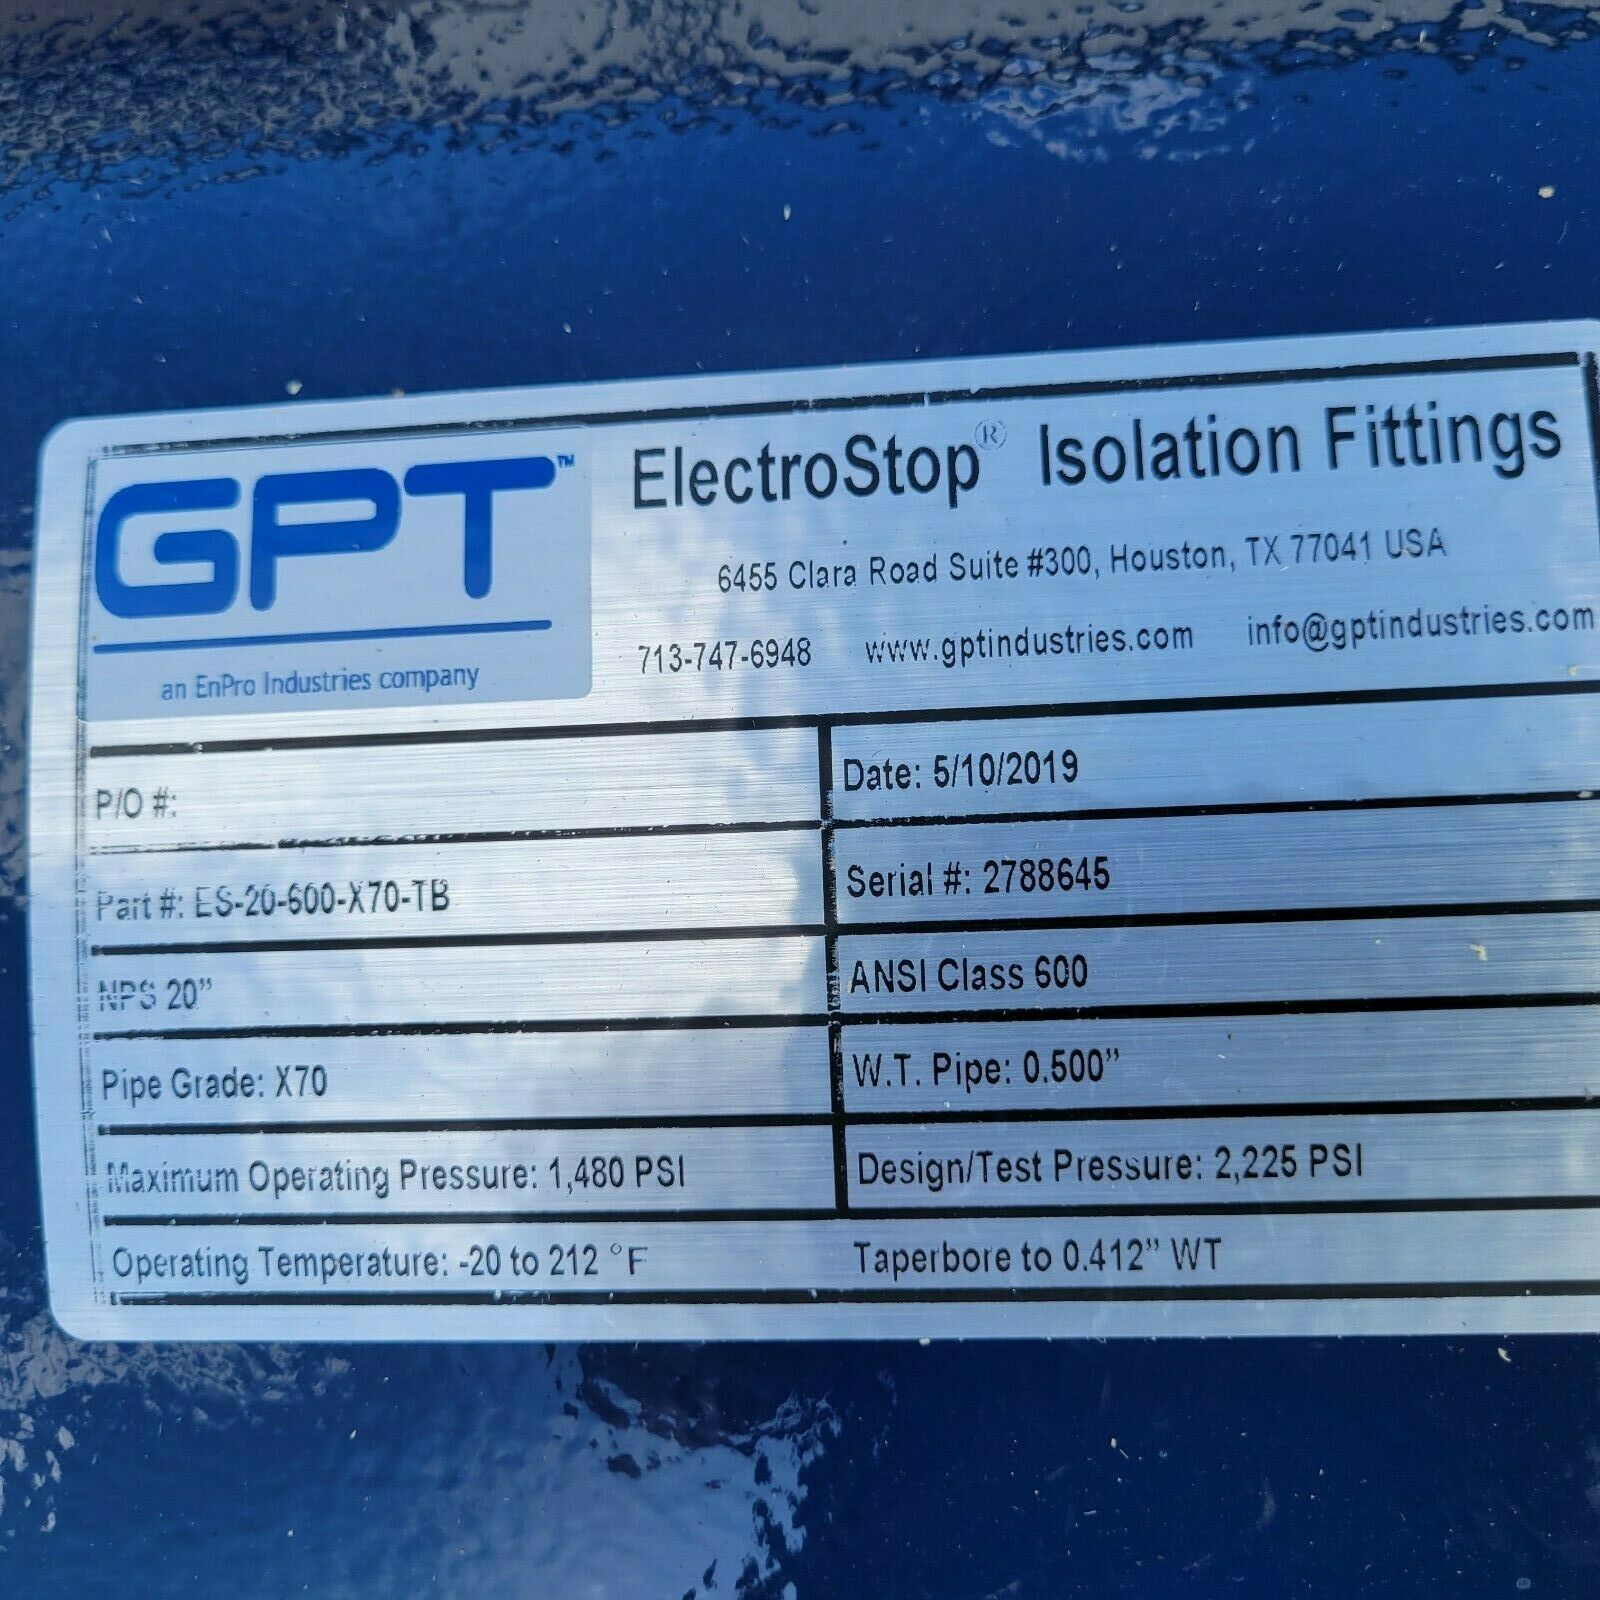 GPT™
an EnPro Industries company
ElectroStop® Isolation Fittings
6455 Clara Road Suite #300, Houston, TX 77041 USA
713-747-6948 www.gptindustries.com info@gptindustries.com
P/O #:
Date: 5/10/2019
Part #: ES-20-600-X70-TB
Serial #: 2788645
NPS 20”
ANSI Class 600
Pipe Grade: X70
W.T. Pipe: 0.500”
Maximum Operating Pressure: 1,480 PSI
Design/Test Pressure: 2,225 PSI
Operating Temperature: -20 to 212 °F
Taperbore to 0.412” WT